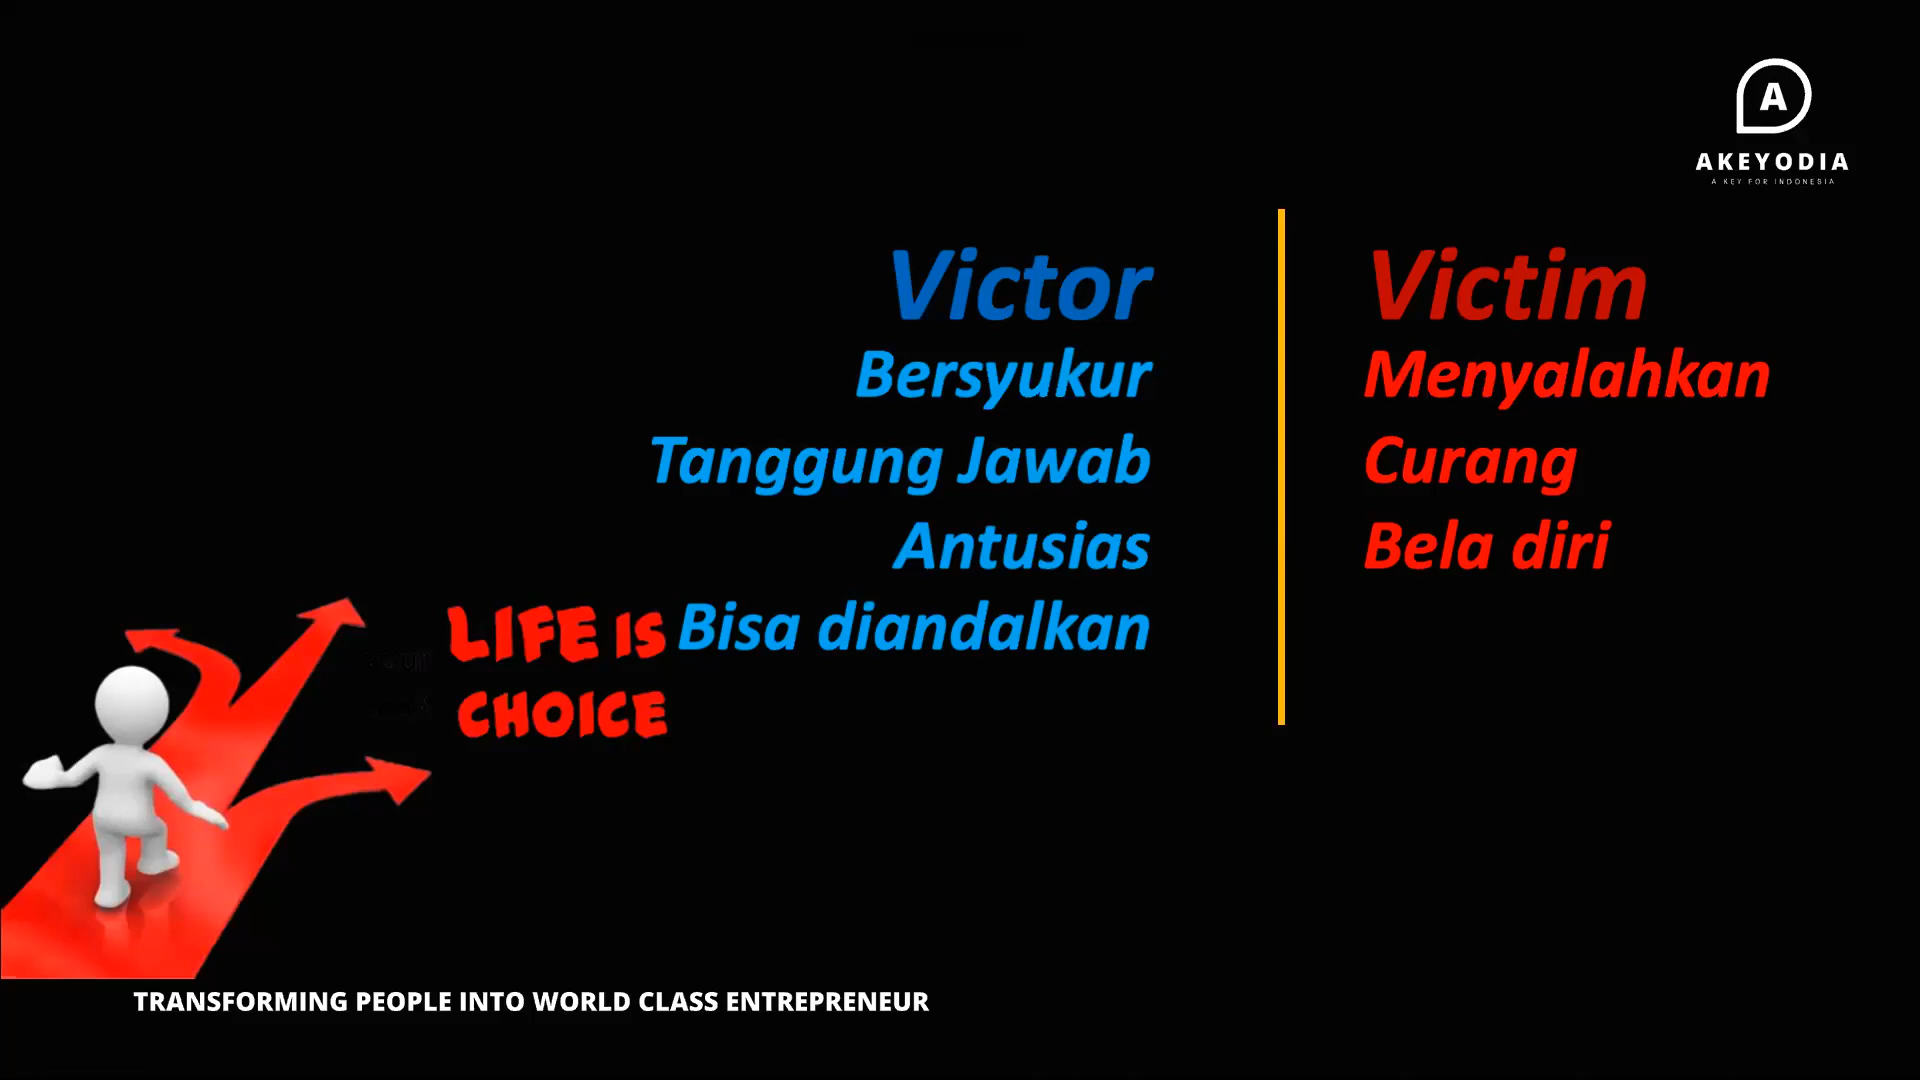 A
AKEYODIA
A KEY FOR INDONESIA
Victor
Bersyukur
Tanggung Jawab
Antusias
Bisa diandalkan
Victim
Menyalahkan
Curang
Bela diri
LIFE IS
CHOICE
TRANSFORMING PEOPLE INTO WORLD CLASS ENTREPRENEUR